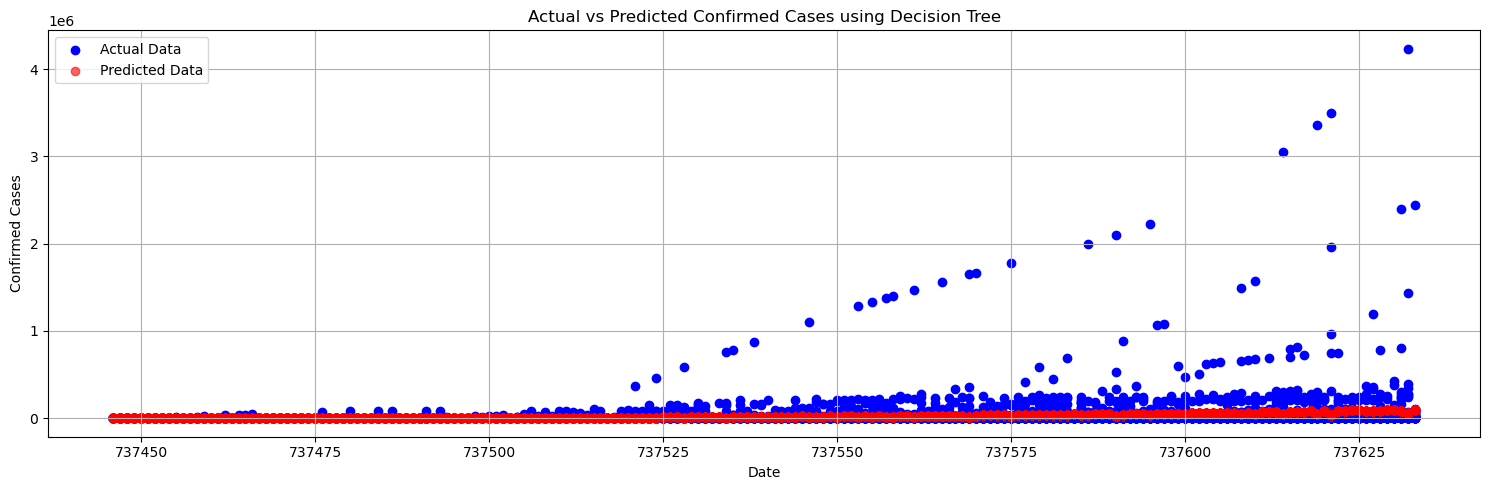 Actual vs Predicted Confirmed Cases using Decision Tree
1e6
Actual Data
Predicted Data
4
3
2
1
0
Confirmed Cases
737450 737475 737500 737525 737550 737575 737600 737625
Date